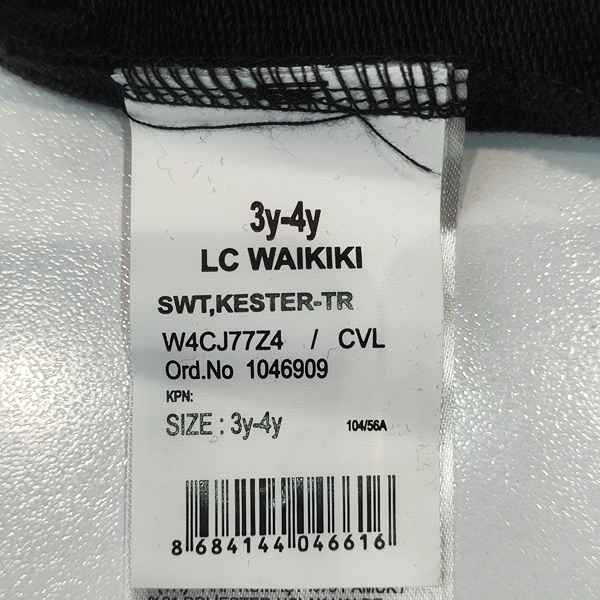 3y-4y
LC WAIKIKI
SWT,KESTER-TR
W4CJ77Z4 / CVL
Ord.No 1046909
KPN:
SIZE : 3y-4y 104/56A
8 684144 046616